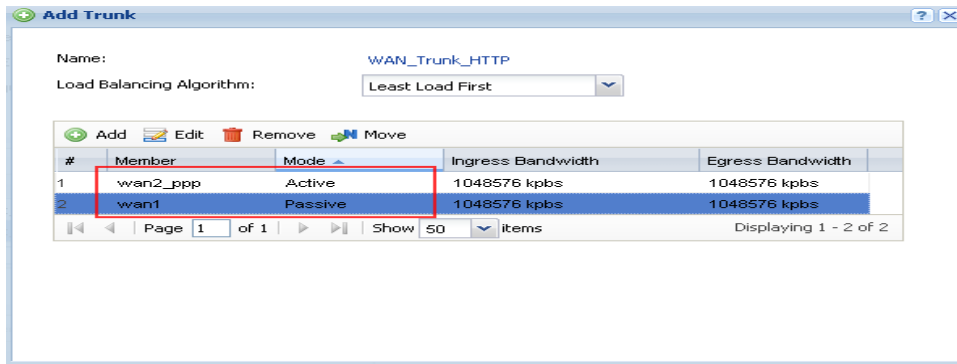 Add Trunk ?
Name: WAN_Trunk_HTTP
Load Balancing Algorithm: Least Load First
Add Edit Remove Move
# Member Mode Ingress Bandwidth Egress Bandwidth
1 wan2_ppp Active 1048576 kpbs 1048576 kpbs
2 wan1 Passive 1048576 kpbs 1048576 kpbs
Page 1 of 1 Show 50 items Displaying 1 - 2 of 2